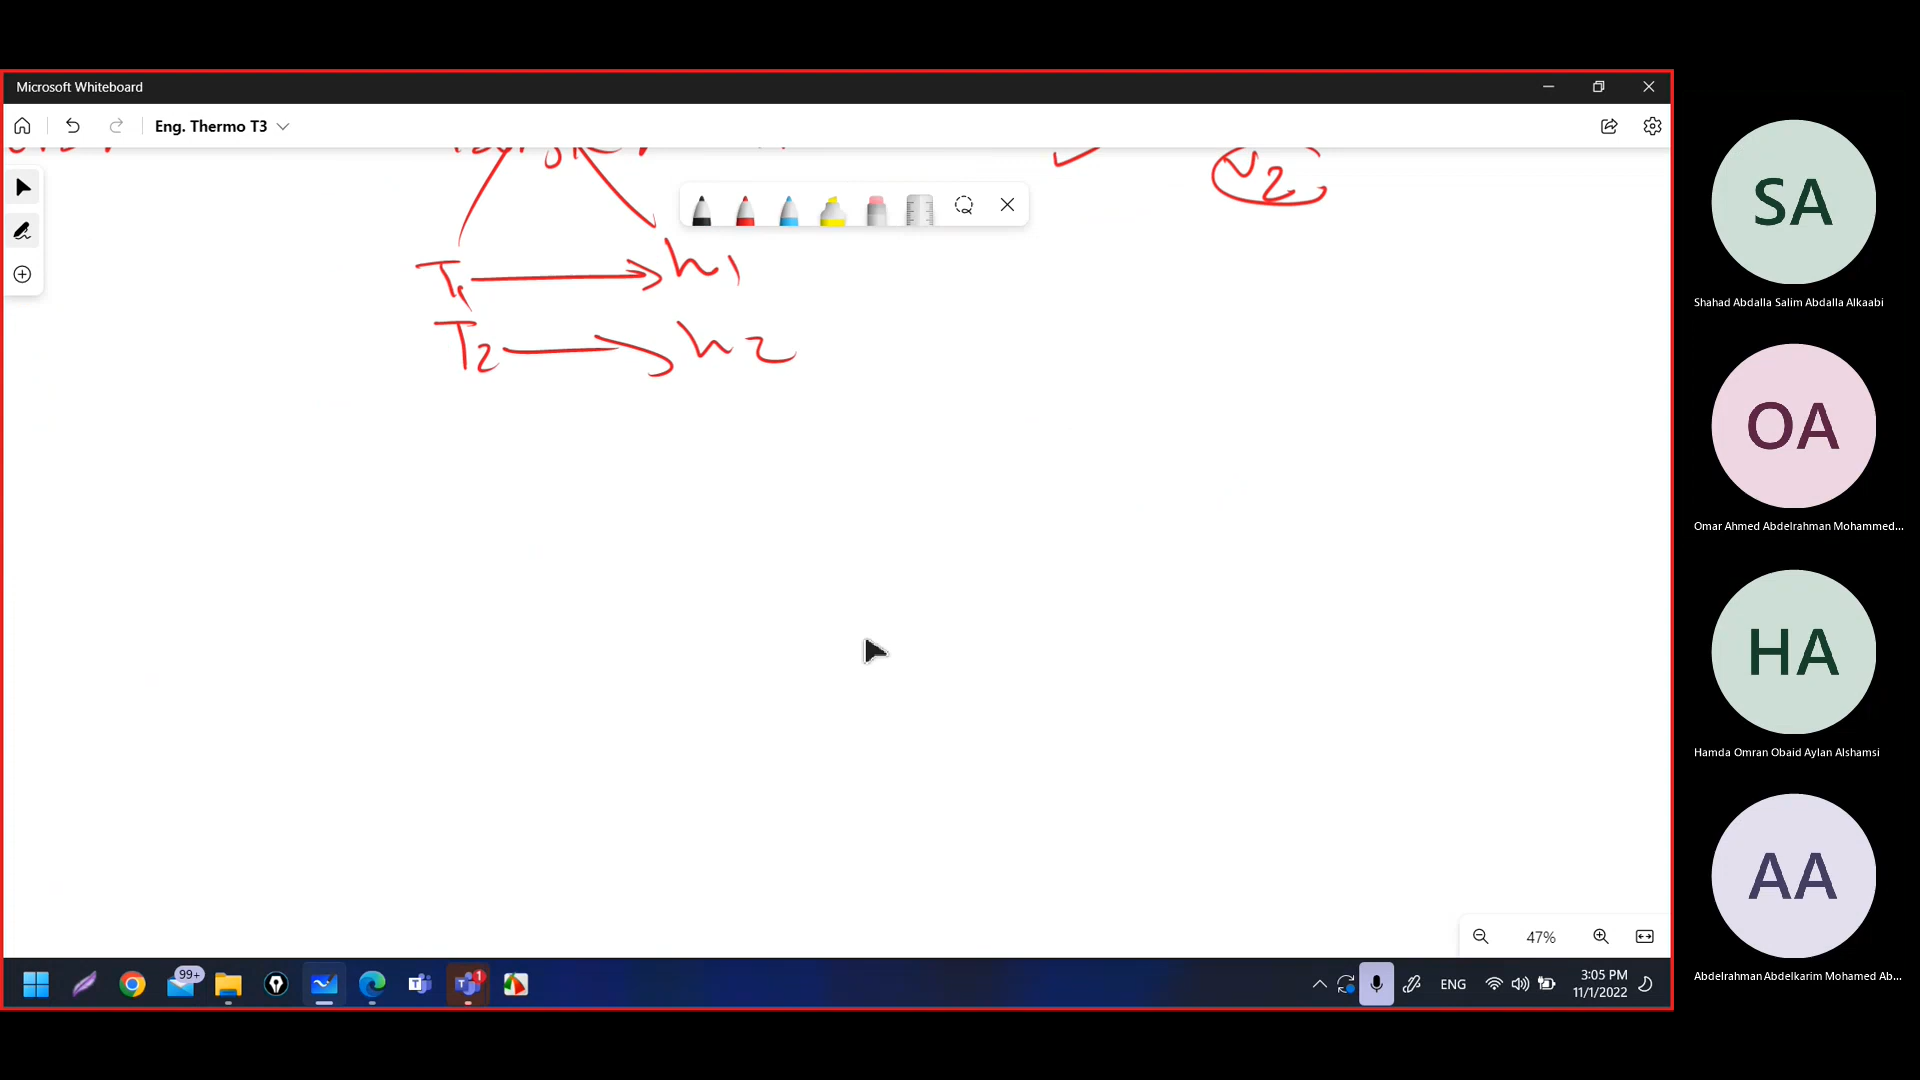 Microsoft Whiteboard
Eng. Thermo T3
V2
T1 → h1
T2 → h2
47%
99+
1
ENG
3:05 PM
11/1/2022
SA
Shahad Abdalla Salim Abdalla Alkaabi
OA
Omar Ahmed Abdelrahman Mohammed...
HA
Hamda Omran Obaid Aylan Alshamsi
AA
Abdelrahman Abdelkarim Mohamed Ab...